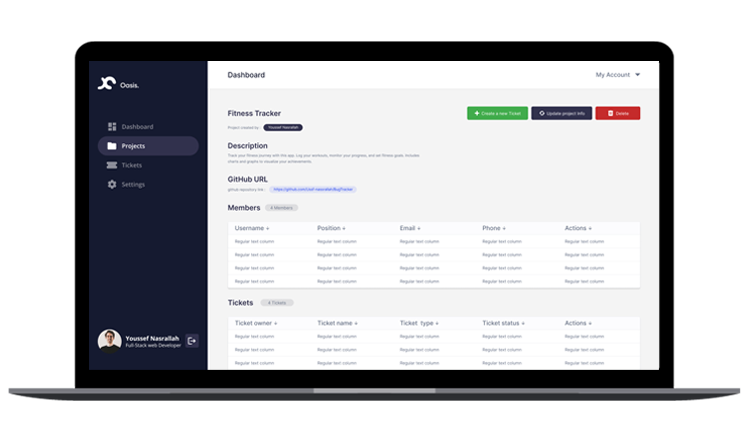 Oasis.
Dashboard
Projects
Tickets
Settings
Youssef Nasrallah
Full-Stack web Developer
Dashboard
My Account
Fitness Tracker
+ Create a new Ticket
Update project info
Delete
Project created by :
Youssef Nasrallah
Description
Track your fitness journey with this app. Log your workouts, monitor your progress, and set fitness goals. Includes
charts and graphs to visualize your achievements.
GitHub URL
github repository link :
Members
4 Members
Username + Position + Email + Phone + Actions +
Regular text column Regular text column Regular text column Regular text column Regular text column
Regular text column Regular text column Regular text column Regular text column Regular text column
Regular text column Regular text column Regular text column Regular text column Regular text column
Regular text column Regular text column Regular text column Regular text column Regular text column
Tickets
4 Tickets
Ticket owner + Ticket name + Ticket type + Ticket status + Actions +
Regular text column Regular text column Regular text column Regular text column Regular text column
Regular text column Regular text column Regular text column Regular text column Regular text column
Regular text column Regular text column Regular text column Regular text column Regular text column